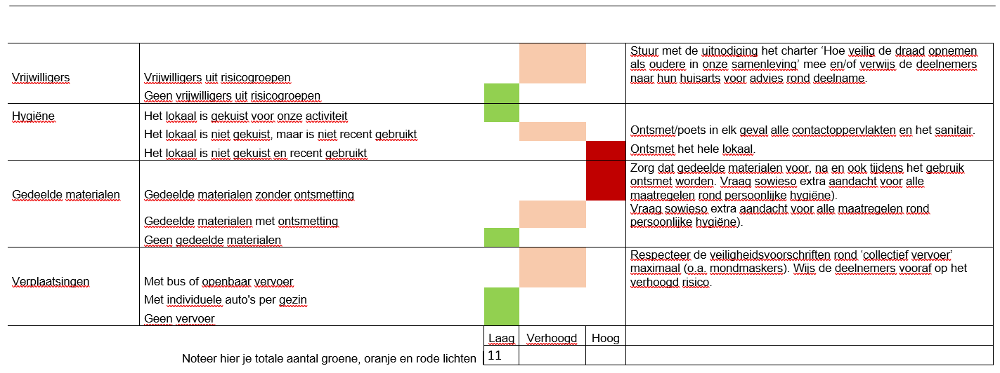 Stuur met de uitnodiging het charter ‘Hoe veilig de draad opnemen
als oudere in onze samenleving’ mee en/of verwijs de deelnemers
naar hun huisarts voor advies rond deelname.
Vrijwilligers
Vrijwilligers uit risicogroepen
Geen vrijwilligers uit risicogroepen
Hygiëne
Het lokaal is gekuist voor onze activiteit
Het lokaal is niet gekuist, maar is niet recent gebruikt
Ontsmet/poets in elk geval alle contactoppervlakten en het sanitair.
Het lokaal is niet gekuist en recent gebruikt
Ontsmet het hele lokaal.
Zorg dat gedeelde materialen voor, na en ook tijdens het gebruik
ontsmet worden. Vraag sowieso extra aandacht voor alle
maatregelen rond persoonlijke hygiëne).
Gedeelde materialen
Gedeelde materialen zonder ontsmetting
Vraag sowieso extra aandacht voor alle maatregelen rond
persoonlijke hygiëne).
Gedeelde materialen met ontsmetting
Geen gedeelde materialen
Respecteer de veiligheidsvoorschriften rond ‘collectief vervoer’
maximaal (o.a. mondmaskers). Wijs de deelnemers vooraf op het
verhoogd risico.
Verplaatsingen
Met bus of openbaar vervoer
Met individuele auto's per gezin
Geen vervoer
Laag Verhoogd Hoog
Noteer hier je totale aantal groene, oranje en rode lichten 11